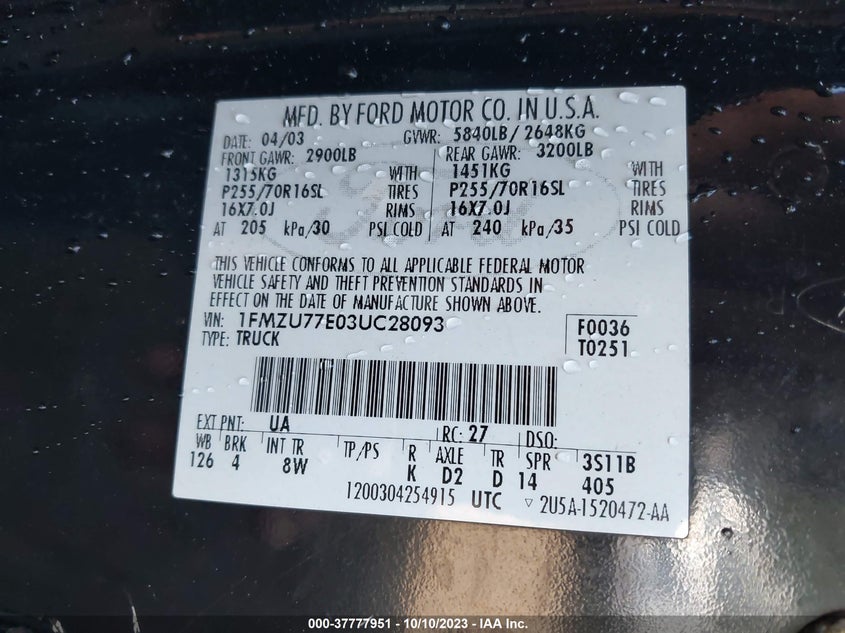 MFD. BY FORD MOTOR CO. IN U.S.A.
DATE: 04/03 GVWR: 5840LB/ 2648KG
FRONT GAWR: 2900LB REAR GAWR: 3200LB
1315KG WITH 1451KG WITH
P255/70R16SL TIRES P255/70R16SL TIRES
16X7.0J RIMS 16X7.0J RIMS
AT 205 kPa/30 PSI COLD AT 240 kPa/35 PSI COLD
THIS VEHICLE CONFORMS TO ALL APPLICABLE FEDERAL MOTOR
VEHICLE SAFETY AND THEFT PREVENTION STANDARDS IN
EFFECT ON THE DATE OF MANUFACTURE SHOWN ABOVE.
VIN: 1FMZU77E03UC28093 F0036
TYPE: TRUCK T0251
EXT PNT: UA RC: 27 DSO:
WB BRK INT TR TP/PS R AXLE TR SPR 3S11B
126 4 8W K D2 D 14 405
1200304254915 UTC ▽ 2U5A-1520472-AA
000-37777951 - 10/10/2023 - IAA Inc.